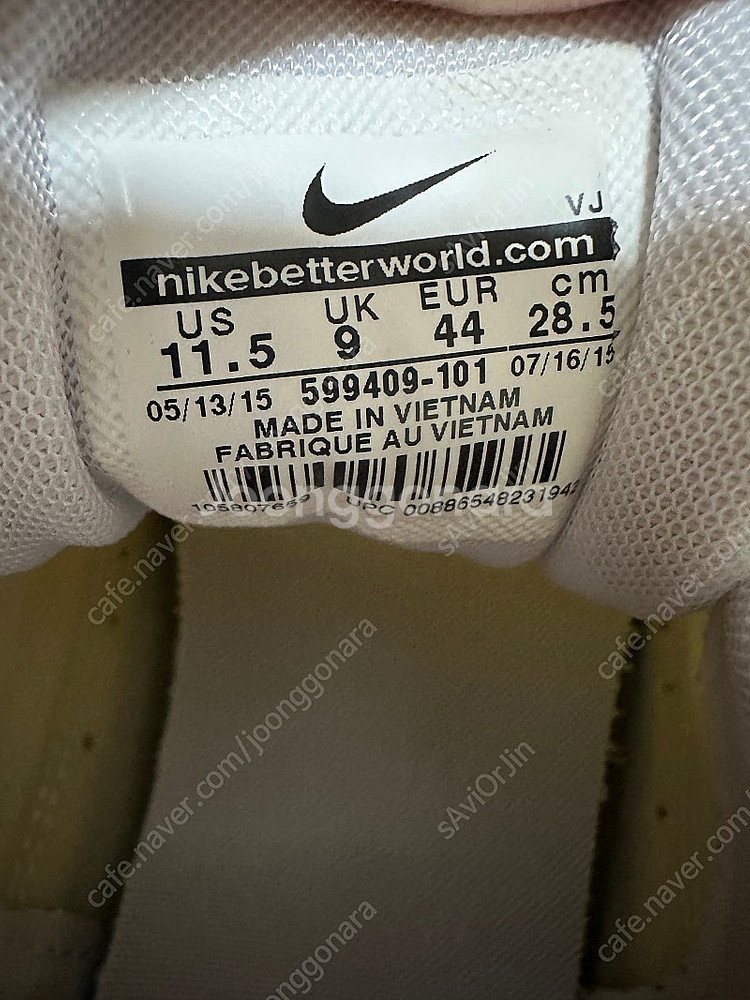 VJ
nikebetterworld.com
US UK EUR cm
11.5 9 44 28.5
05/13/15 599409-101 07/16/15
MADE IN VIETNAM
FABRIQUE AU VIETNAM
UPC
joonggonara
cafe.naver.com/joonggonara
sAviOrJin